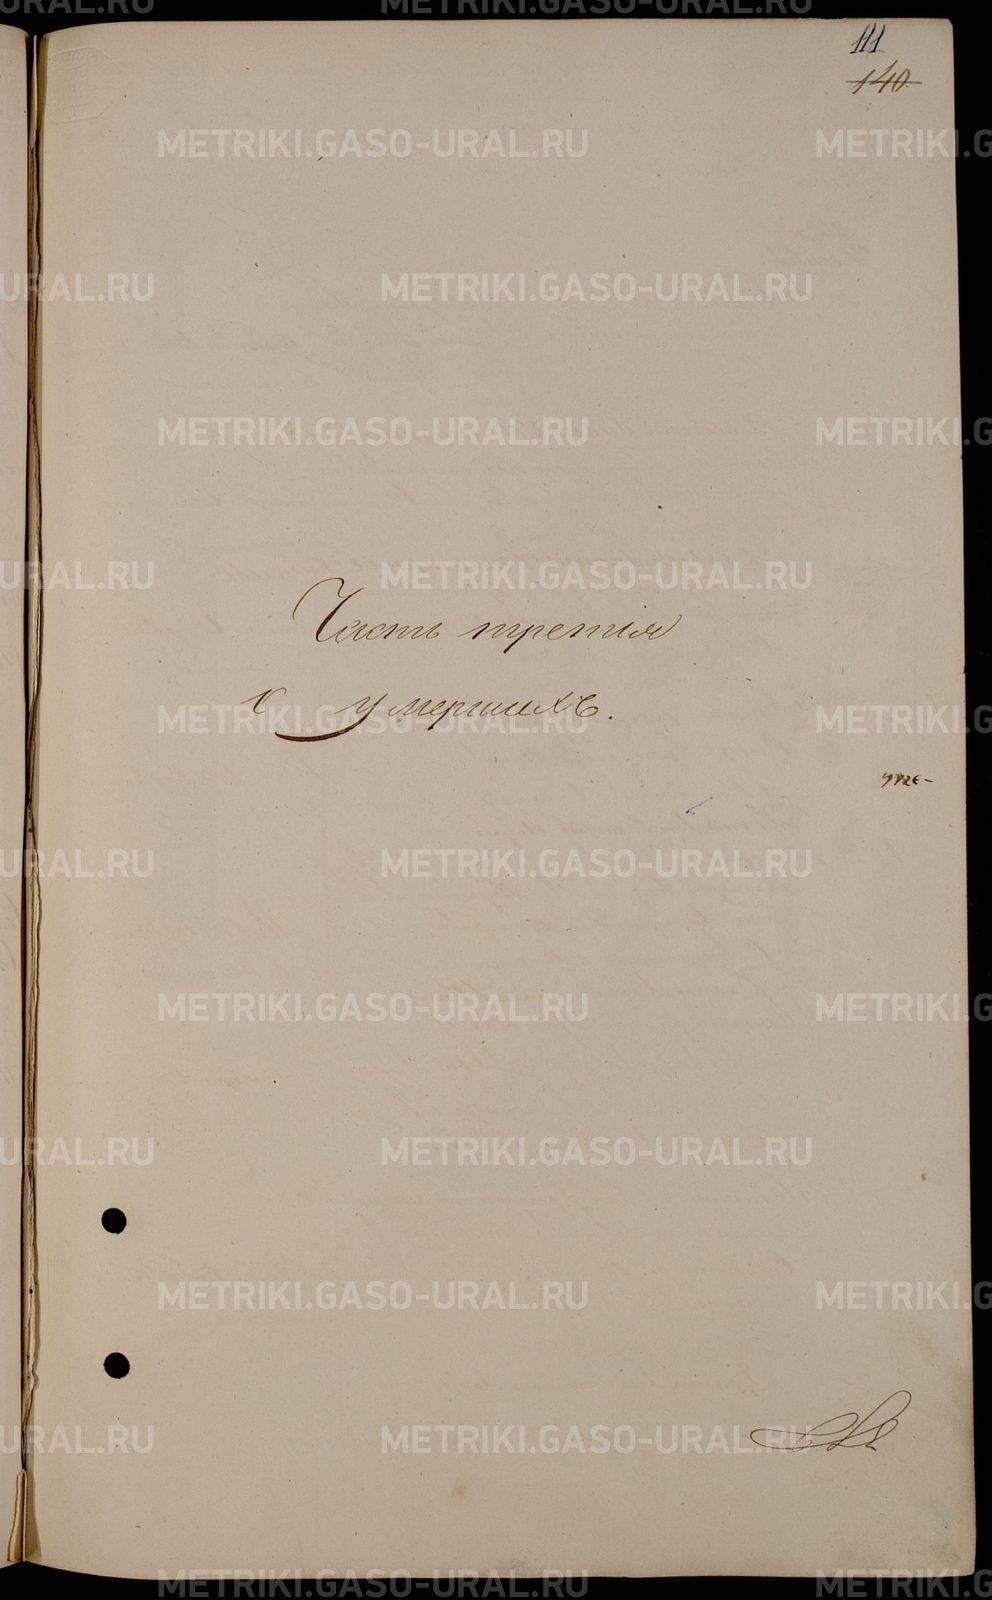 111
140
Часть третія
о умершихъ.
METRIKI.GASO-URAL.RU